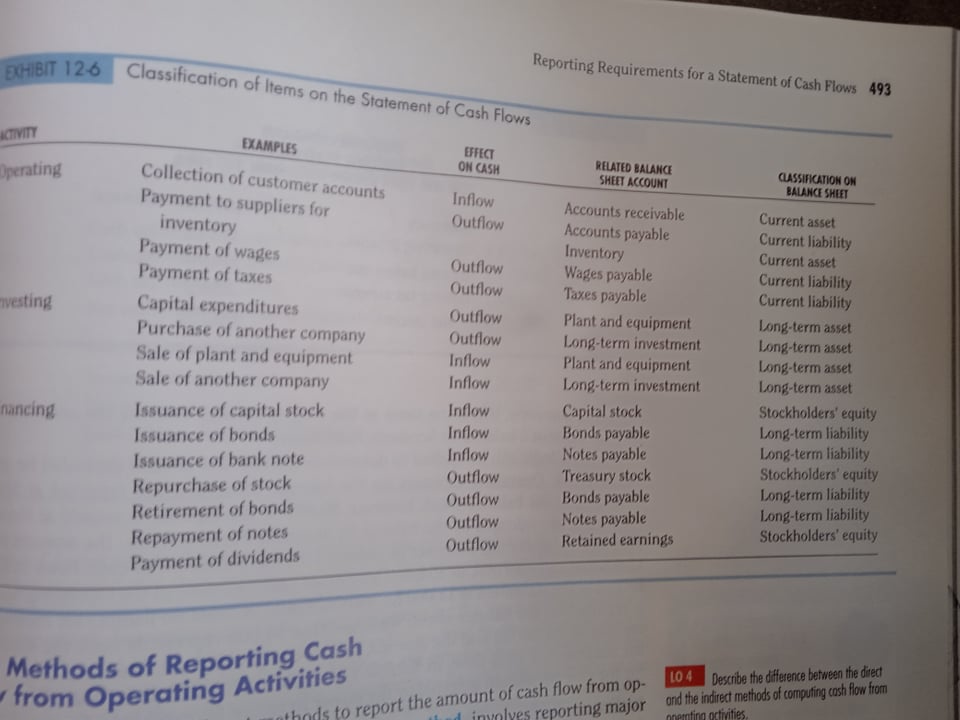 Reporting Requirements for a Statement of Cash Flows 493
EXHIBIT 12-6 Classification of Items on the Statement of Cash Flows
ACTIVITY EXAMPLES EFFECT ON CASH RELATED BALANCE SHEET ACCOUNT CLASSIFICATION ON BALANCE SHEET
Operating Collection of customer accounts Inflow Accounts receivable Current asset
Payment to suppliers for Outflow Accounts payable Current liability
inventory Inventory Current asset
Payment of wages Outflow Wages payable Current liability
Payment of taxes Outflow Taxes payable Current liability
nvesting Capital expenditures Outflow Plant and equipment Long-term asset
Purchase of another company Outflow Long-term investment Long-term asset
Sale of plant and equipment Inflow Plant and equipment Long-term asset
Sale of another company Inflow Long-term investment Long-term asset
nancing Issuance of capital stock Inflow Capital stock Stockholders' equity
Issuance of bonds Inflow Bonds payable Long-term liability
Issuance of bank note Inflow Notes payable Long-term liability
Repurchase of stock Outflow Treasury stock Stockholders' equity
Retirement of bonds Outflow Bonds payable Long-term liability
Repayment of notes Outflow Notes payable Long-term liability
Payment of dividends Outflow Retained earnings Stockholders' equity
Methods of Reporting Cash
from Operating Activities
methods to report the amount of cash flow from op-
involves reporting major
LO 4 Describe the difference between the direct
and the indirect methods of computing cash flow from
operating activities.